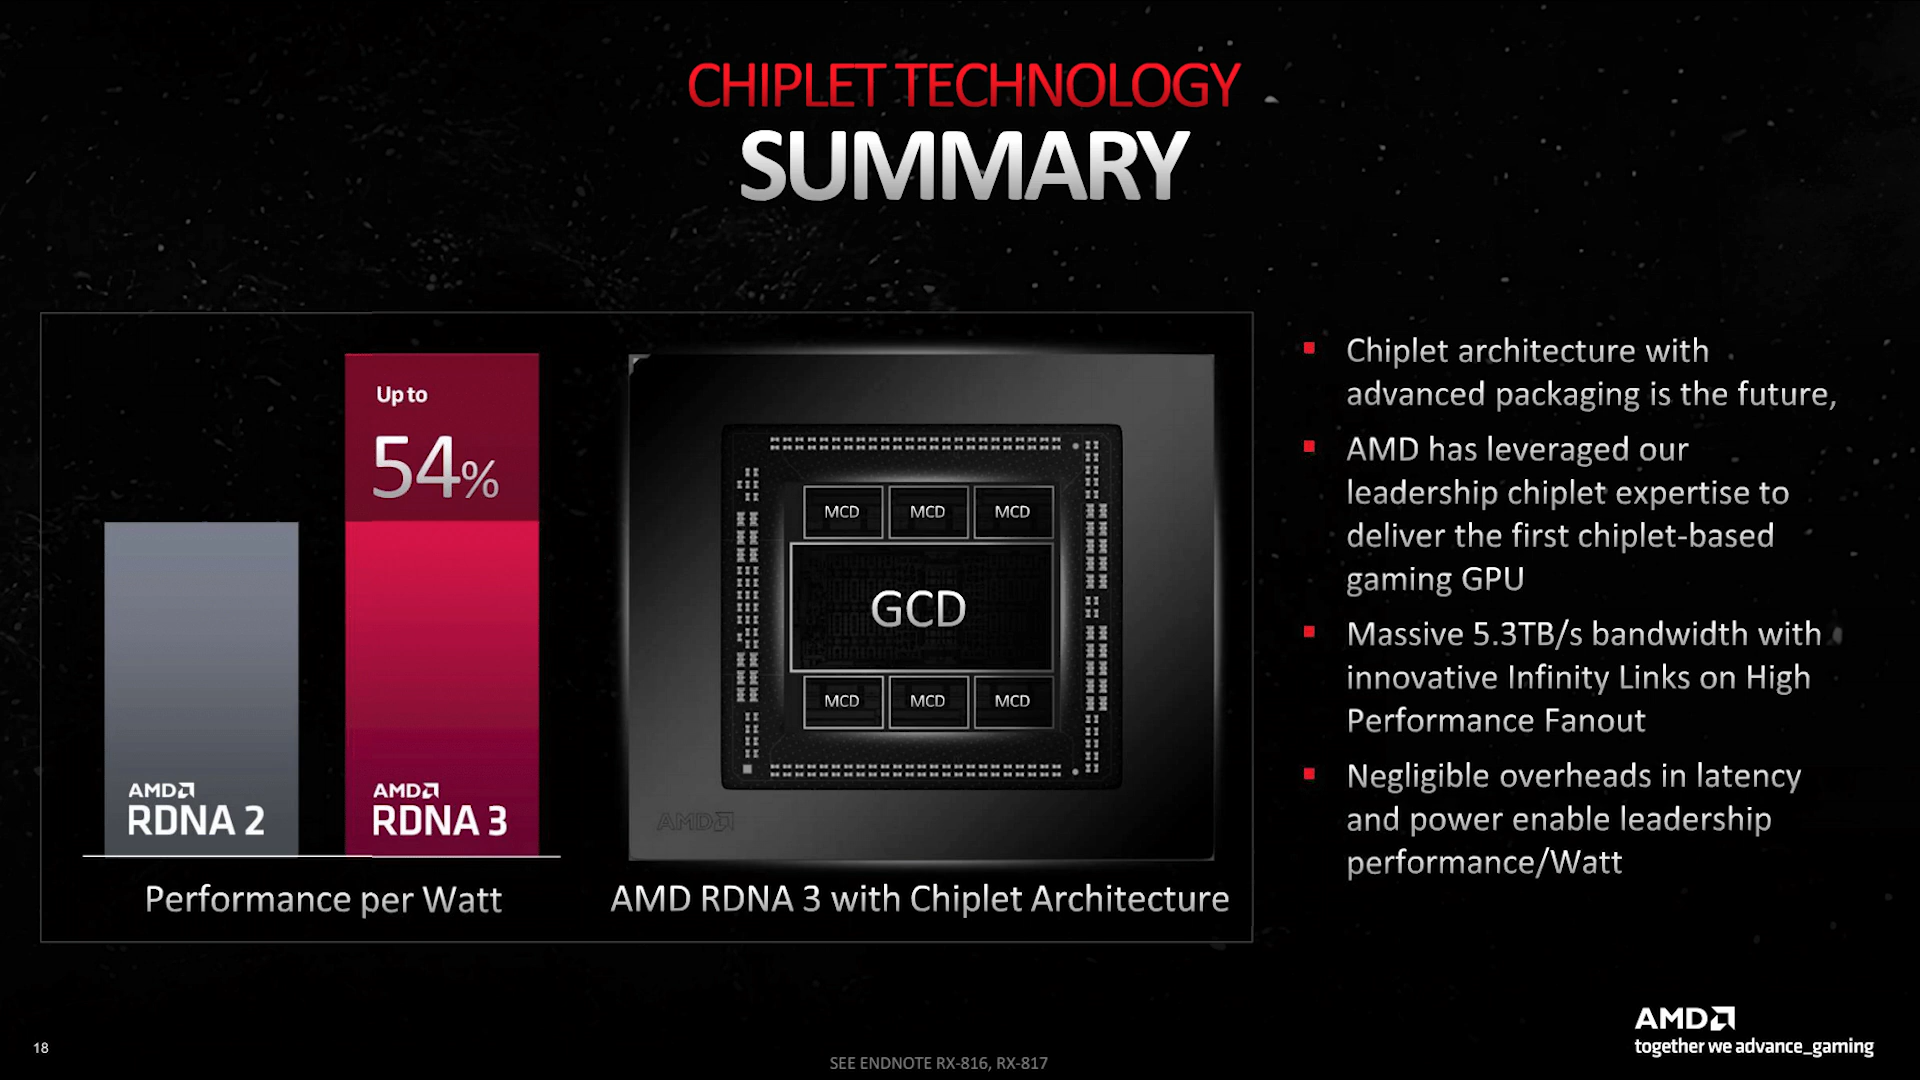 CHIPLET TECHNOLOGY
SUMMARY
Up to
54%
AMD
RDNA 2
AMD
RDNA 3
Performance per Watt
MCD MCD MCD
GCD
MCD MCD MCD
AMD
AMD RDNA 3 with Chiplet Architecture
Chiplet architecture with
advanced packaging is the future,
AMD has leveraged our
leadership chiplet expertise to
deliver the first chiplet-based
gaming GPU
Massive 5.3TB/s bandwidth with
innovative Infinity Links on High
Performance Fanout
Negligible overheads in latency
and power enable leadership
performance/Watt
AMD
together we advance_gaming
18
SEE ENDNOTE RX-816, RX-817